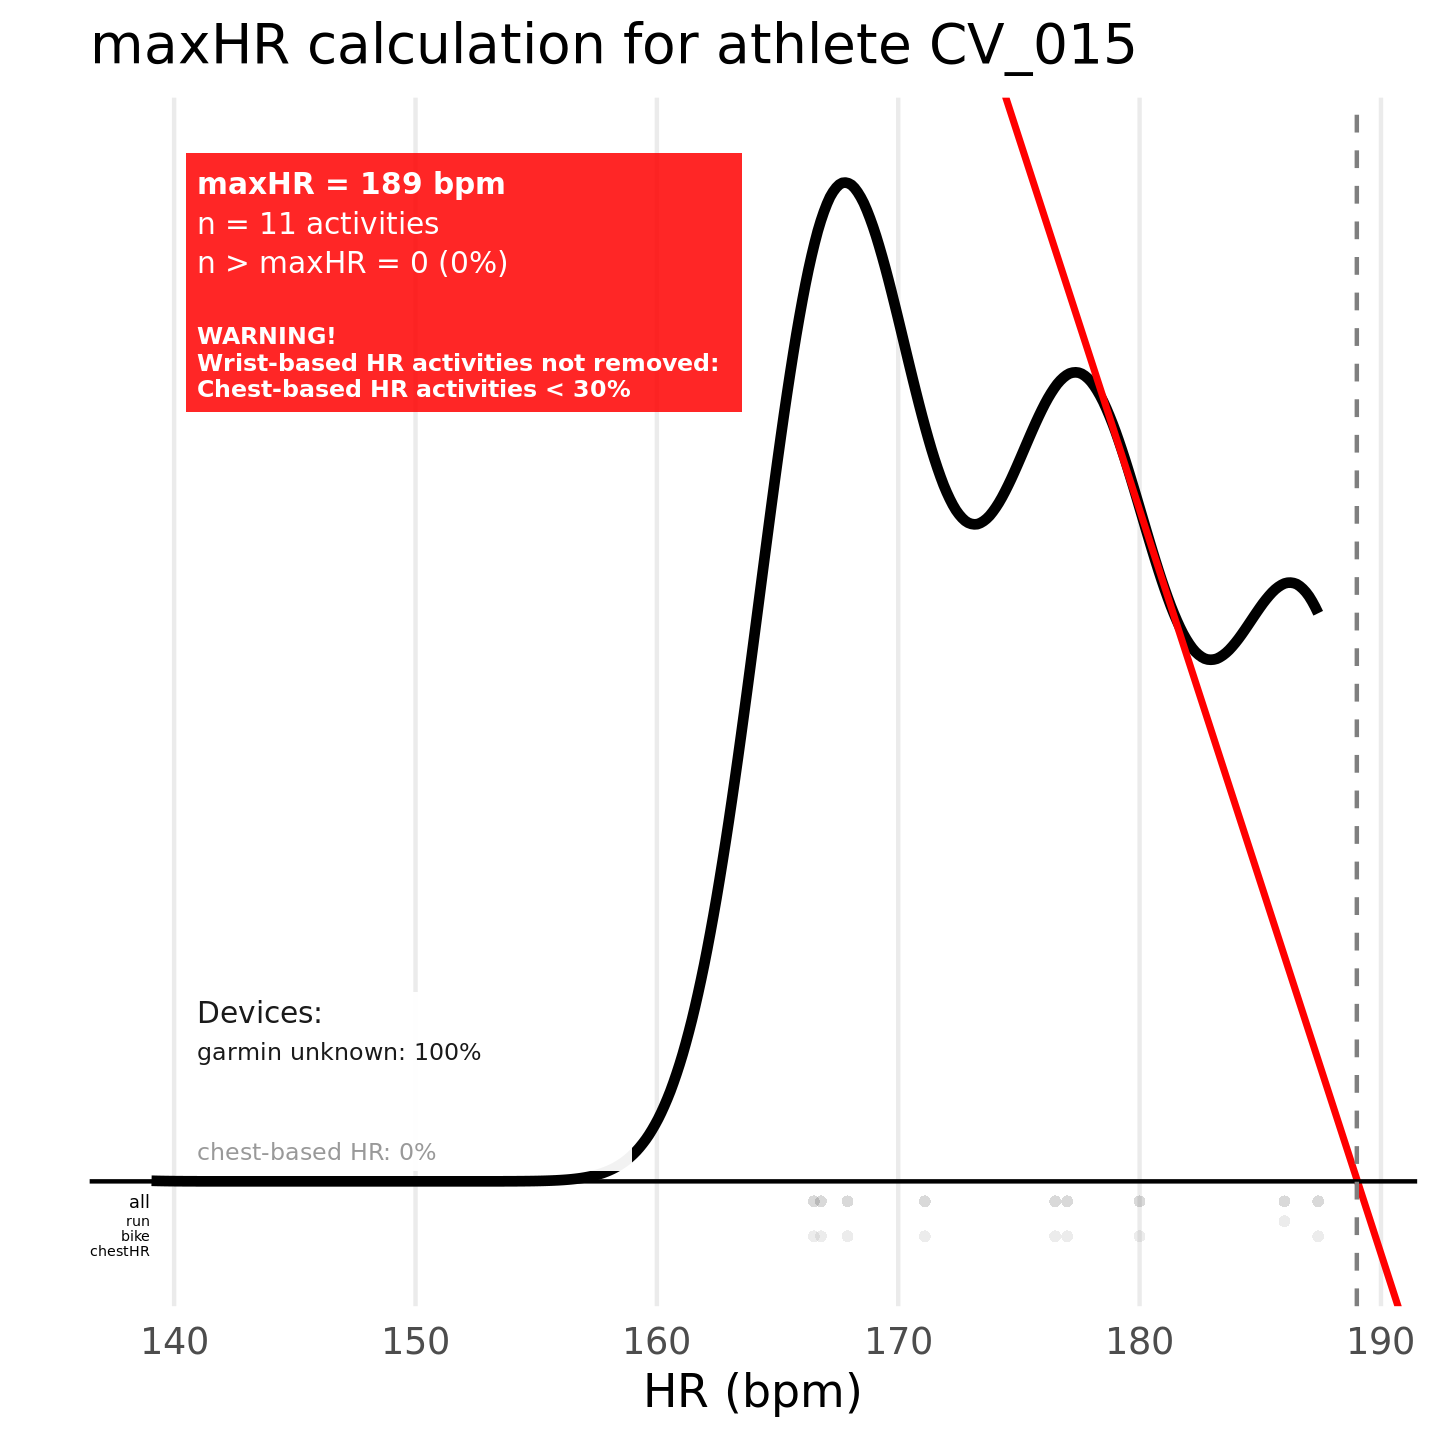 maxHR calculation for athlete CV_015
maxHR = 189 bpm
n = 11 activities
n > maxHR = 0 (0%)
WARNING!
Wrist-based HR activities not removed:
Chest-based HR activities < 30%
Devices:
garmin unknown: 100%
chest-based HR: 0%
all
run
bike
chestHR
140 150 160 170 180 190
HR (bpm)